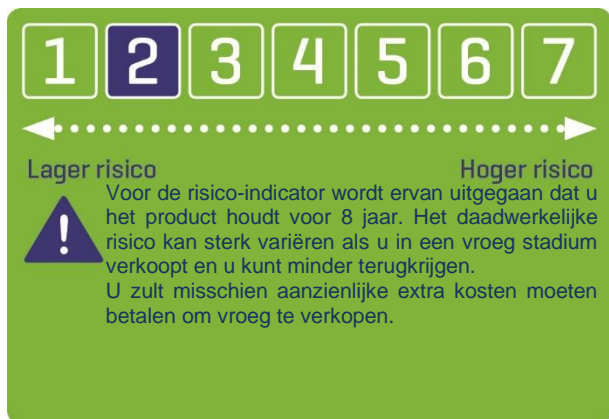 1 2 3 4 5 6 7
Lager risico Hoger risico
Voor de risico-indicator wordt ervan uitgegaan dat u
het product houdt voor 8 jaar. Het daadwerkelijke
risico kan sterk variëren als u in een vroeg stadium
verkoopt en u kunt minder terugkrijgen.
U zult misschien aanzienlijke extra kosten moeten
betalen om vroeg te verkopen.